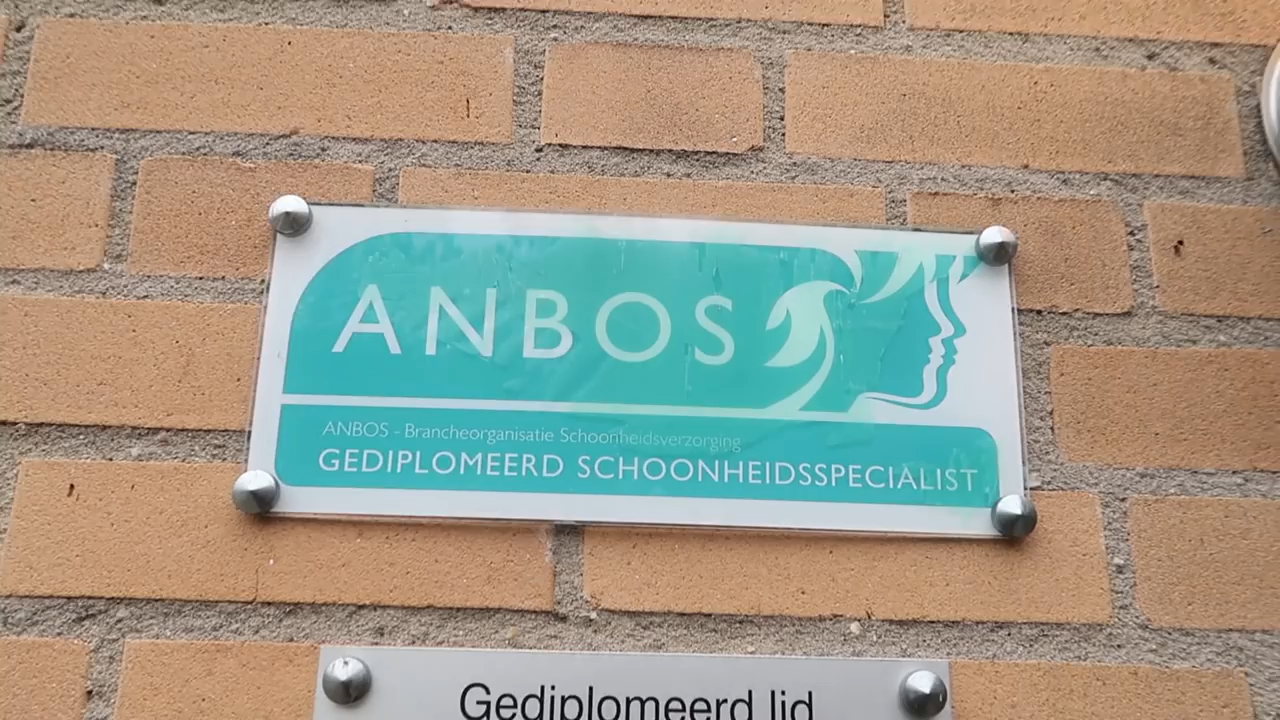 ANBOS
ANBOS - Brancheorganisatie Schoonheidsverzorging
GEDIPLOMEERD SCHOONHEIDSSPECIALIST
Gediplomeerd lid